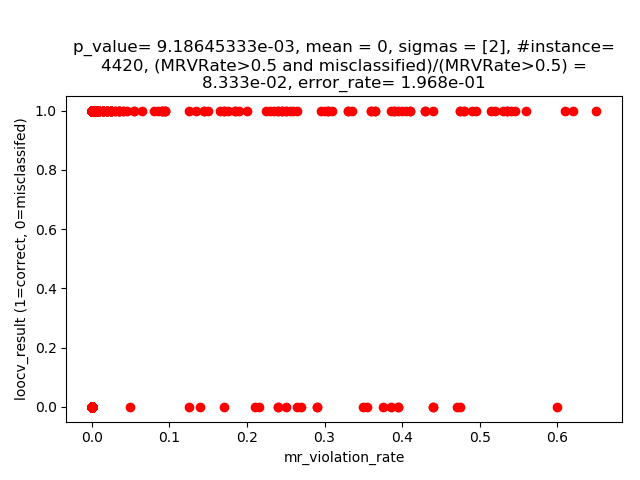 p_value= 9.18645333e-03, mean = 0, sigmas = [2], #instance=
4420, (MRVRate>0.5 and misclassified)/(MRVRate>0.5) =
8.333e-02, error_rate= 1.968e-01
loocv_result (1=correct, 0=misclassifed)
1.0
0.8
0.6
0.4
0.2
0.0
0.0 0.1 0.2 0.3 0.4 0.5 0.6
mr_violation_rate